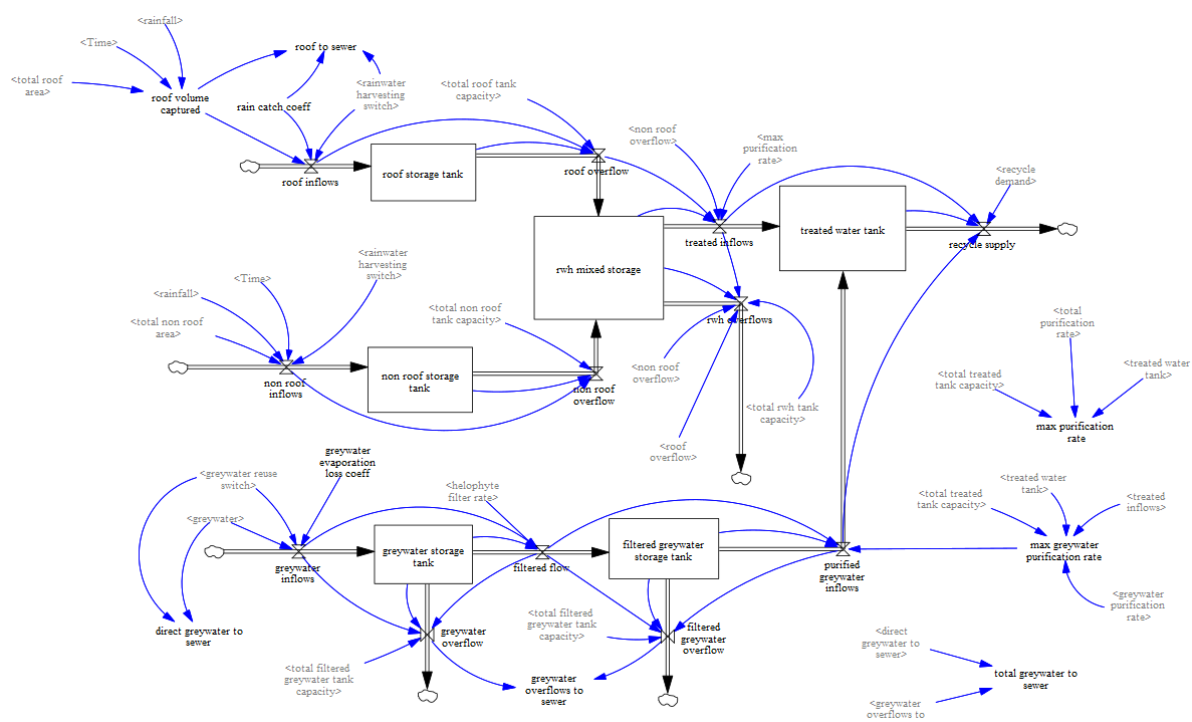 <rainfall>
<Time>
roof to sewer
<total roof
area>
roof volume
captured
rain catch coeff
<rainwater
harvesting
switch>
<total roof tank
capacity>
roof inflows
roof storage tank
roof overflow
<non roof
overflow>
<max
purification
rate>
<recycle
demand>
treated inflows
treated water tank
recycle supply
rwh mixed storage
<rainwater
harvesting
switch>
<Time>
<rainfall>
<total non roof
area>
<total non roof
tank capacity>
rwh overflows
non roof
inflows
non roof storage
tank
non roof
overflow
<non roof
overflow>
<total rwh tank
capacity>
<roof
overflow>
<total
purification
rate>
<total treated
tank capacity>
<treated water
tank>
max purification
rate
greywater
evaporation
loss coeff
<greywater reuse
switch>
<greywater>
<helophyte
filter rate>
greywater
inflows
greywater storage
tank
filtered flow
filtered greywater
storage tank
purified
greywater
inflows
<total treated
tank capacity>
<treated water
tank>
<treated
inflows>
max greywater
purification rate
<greywater
purification
rate>
direct greywater to
sewer
greywater
overflow
<total filtered
greywater tank
capacity>
<total filtered
greywater tank
capacity>
filtered
greywater
overflow
greywater
overflows to
sewer
<direct
greywater to
sewer>
total greywater to
sewer
<greywater
overflows to